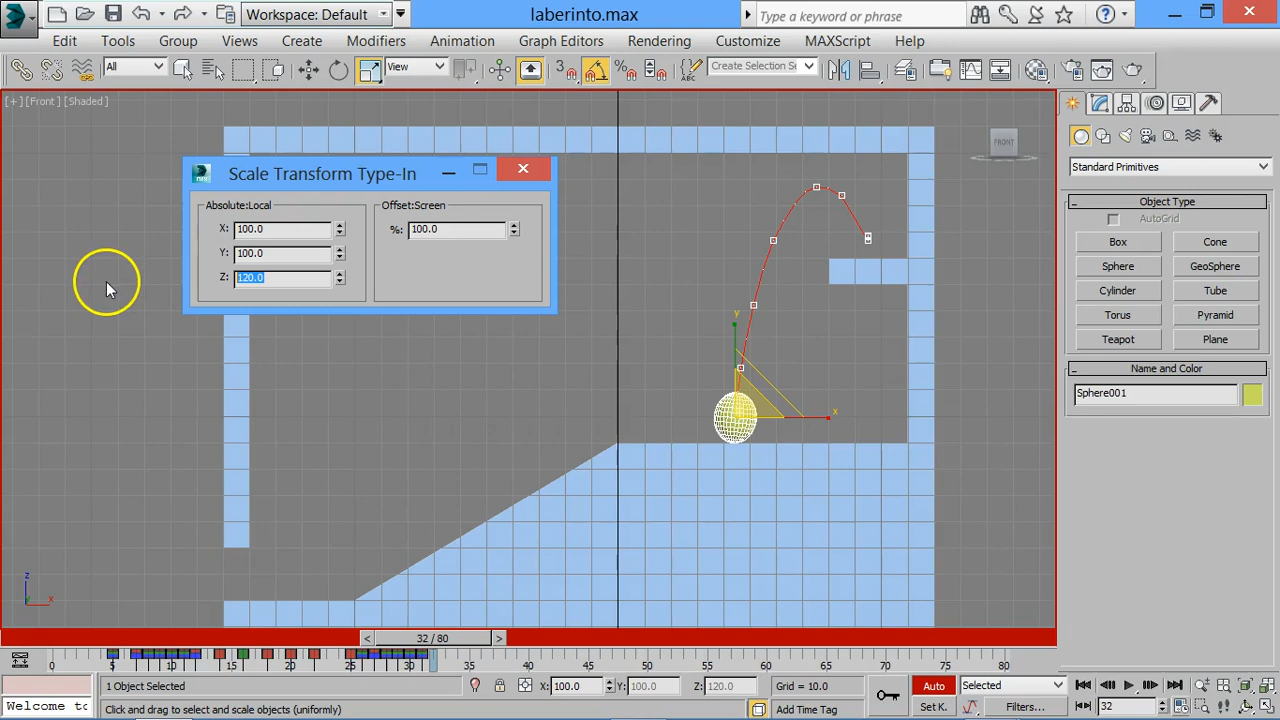 Workspace: Default
laberinto.max
Type a keyword or phrase
Edit Tools Group Views Create Modifiers Animation Graph Editors Rendering Customize MAXScript Help
All View 3 Create Selection Se
[+] [Front] [Shaded]
FRONT
Scale Transform Type-In
Absolute:Local Offset:Screen
X: 100.0 %: 100.0
Y: 100.0
Z: 120.0
Standard Primitives
Object Type
AutoGrid
Box Cone
Sphere GeoSphere
Cylinder Tube
Torus Pyramid
Teapot Plane
Name and Color
Sphere001
y
x
z
x
< 32 / 80 >
0 5 10 15 20 25 30 35 40 45 50 55 60 65 70 75 80
1 Object Selected X: 100.0 Y: 100.0 Z: 120.0 Grid = 10.0 Auto Selected
Welcome to Click and drag to select and scale objects (uniformly) Add Time Tag Set K. Filters... 32